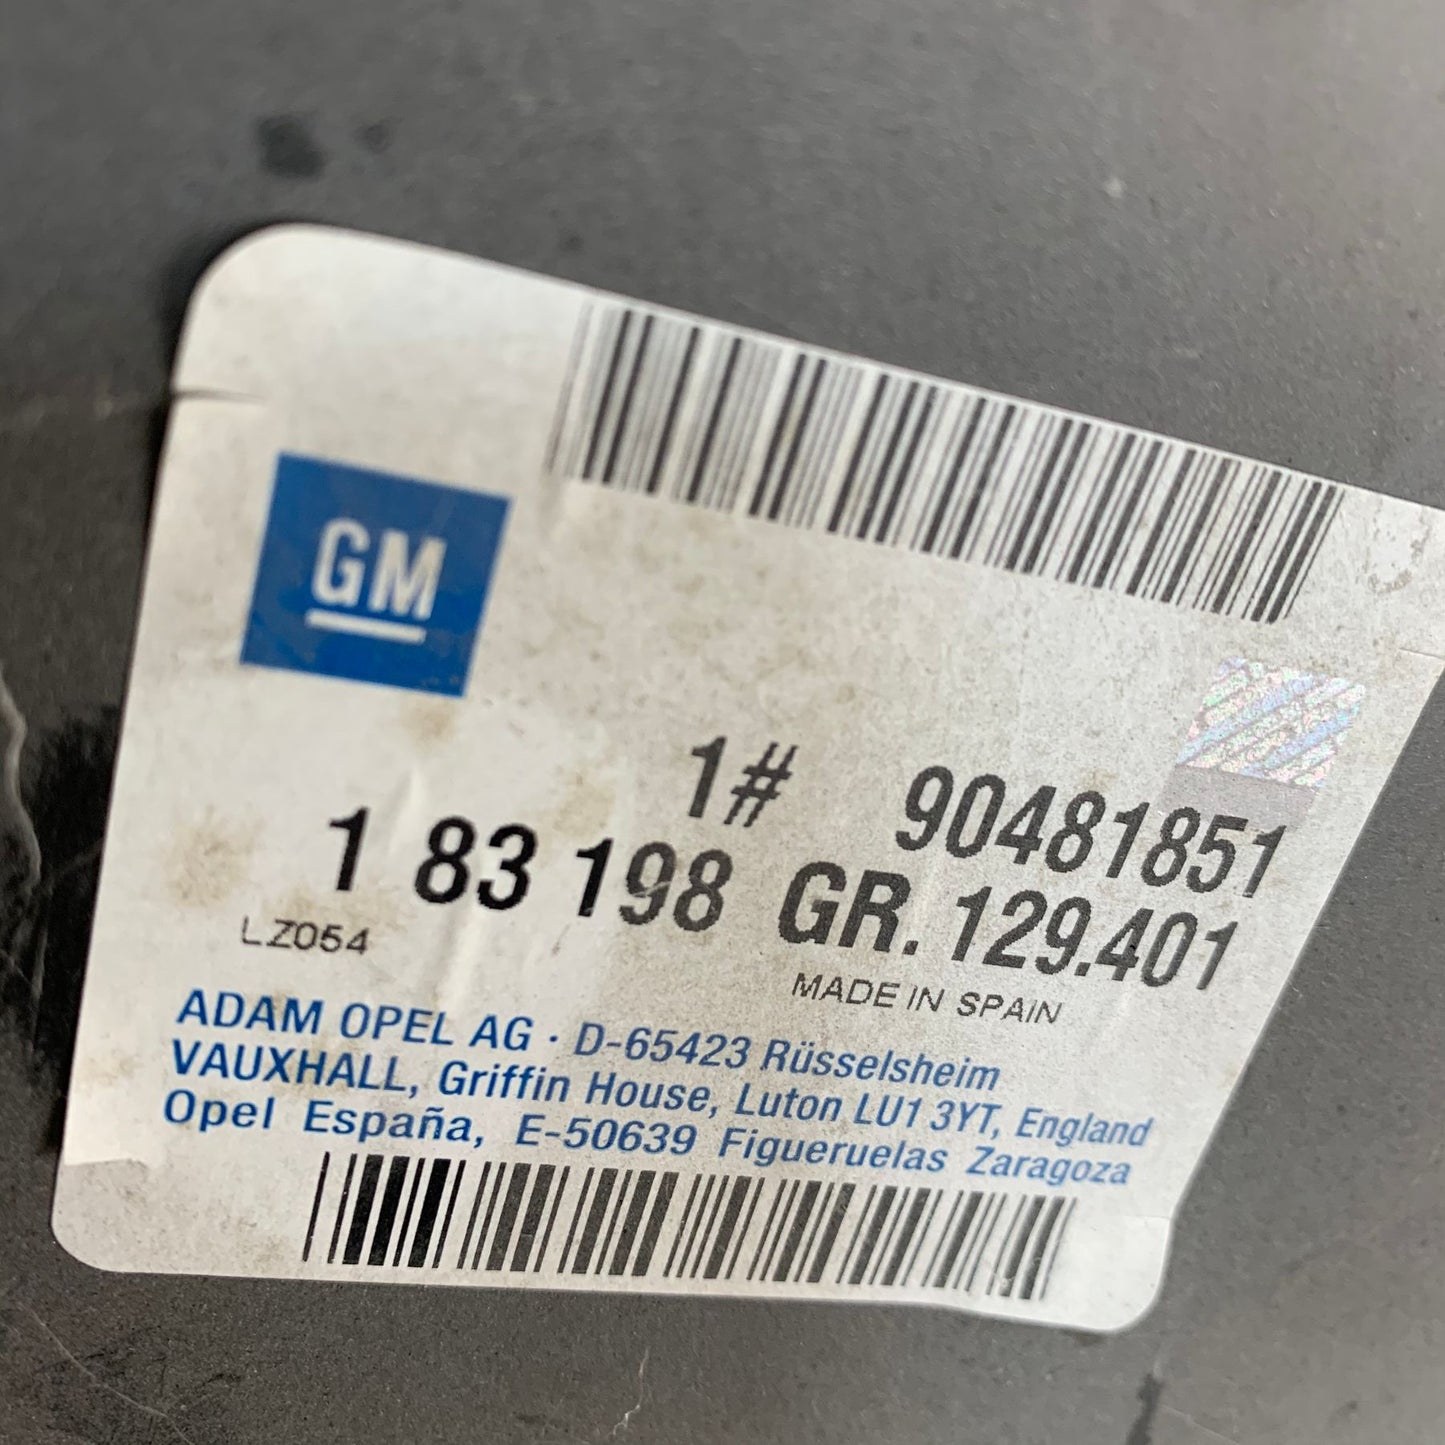 GM
1# 90481851
1 83 198 GR. 129.401
LZ054
MADE IN SPAIN
ADAM OPEL AG · D-65423 Rüsselsheim
VAUXHALL, Griffin House, Luton LU1 3YT, England
Opel España, E-50639 Figueruelas Zaragoza